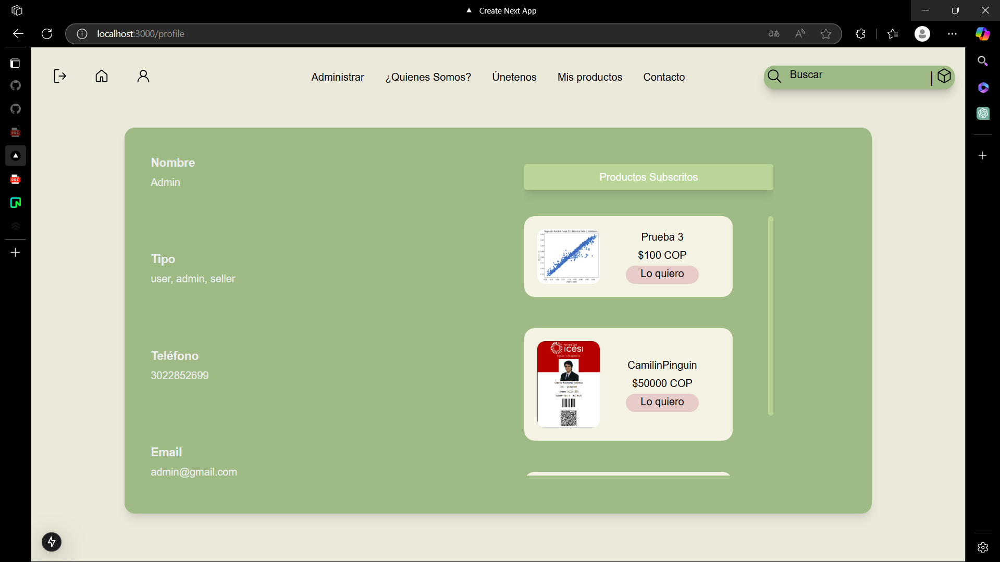 Create Next App
localhost:3000/profile
Administrar
¿Quienes Somos?
Únetenos
Mis productos
Contacto
Buscar
Nombre
Admin
Tipo
user, admin, seller
Teléfono
3022852699
Email
admin@gmail.com
Productos Subscritos
Prueba 3
$100 COP
Lo quiero
Universidad
ICESI
CamilinPinguin
$50000 COP
Lo quiero